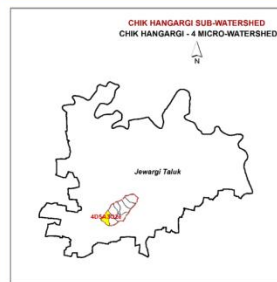 CHIK HANGARGI SUB-WATERSHED
CHIK HANGARGI - 4 MICRO-WATERSHED
N
Jewargi Taluk